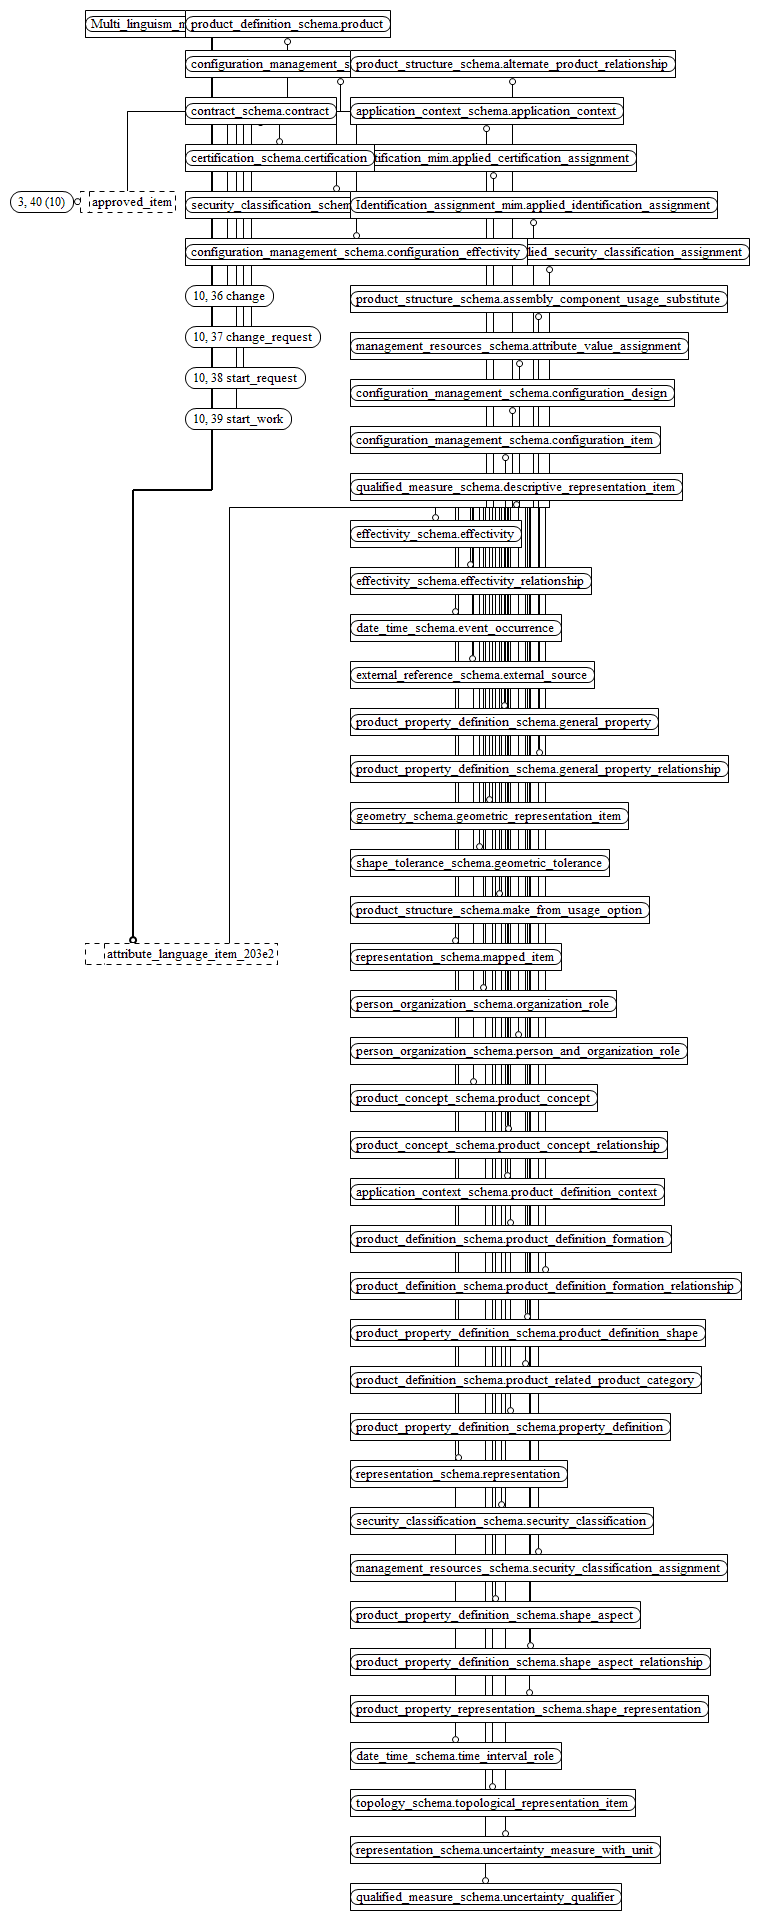 Multi_linguism_m
product_definition_schema.product
configuration_management_s
product_structure_schema.alternate_product_relationship
contract_schema.contract
application_context_schema.application_context
certification_schema.certification
tification_mim.applied_certification_assignment
3, 40 (10)
approved_item
security_classification_schem
Identification_assignment_mim.applied_identification_assignment
configuration_management_schema.configuration_effectivity
lied_security_classification_assignment
10, 36 change
product_structure_schema.assembly_component_usage_substitute
10, 37 change_request
management_resources_schema.attribute_value_assignment
10, 38 start_request
configuration_management_schema.configuration_design
10, 39 start_work
configuration_management_schema.configuration_item
qualified_measure_schema.descriptive_representation_item
effectivity_schema.effectivity
effectivity_schema.effectivity_relationship
date_time_schema.event_occurrence
external_reference_schema.external_source
product_property_definition_schema.general_property
product_property_definition_schema.general_property_relationship
geometry_schema.geometric_representation_item
shape_tolerance_schema.geometric_tolerance
product_structure_schema.make_from_usage_option
attribute_language_item_203e2
representation_schema.mapped_item
person_organization_schema.organization_role
person_organization_schema.person_and_organization_role
product_concept_schema.product_concept
product_concept_schema.product_concept_relationship
application_context_schema.product_definition_context
product_definition_schema.product_definition_formation
product_definition_schema.product_definition_formation_relationship
product_property_definition_schema.product_definition_shape
product_definition_schema.product_related_product_category
product_property_definition_schema.property_definition
representation_schema.representation
security_classification_schema.security_classification
management_resources_schema.security_classification_assignment
product_property_definition_schema.shape_aspect
product_property_definition_schema.shape_aspect_relationship
product_property_representation_schema.shape_representation
date_time_schema.time_interval_role
topology_schema.topological_representation_item
representation_schema.uncertainty_measure_with_unit
qualified_measure_schema.uncertainty_qualifier